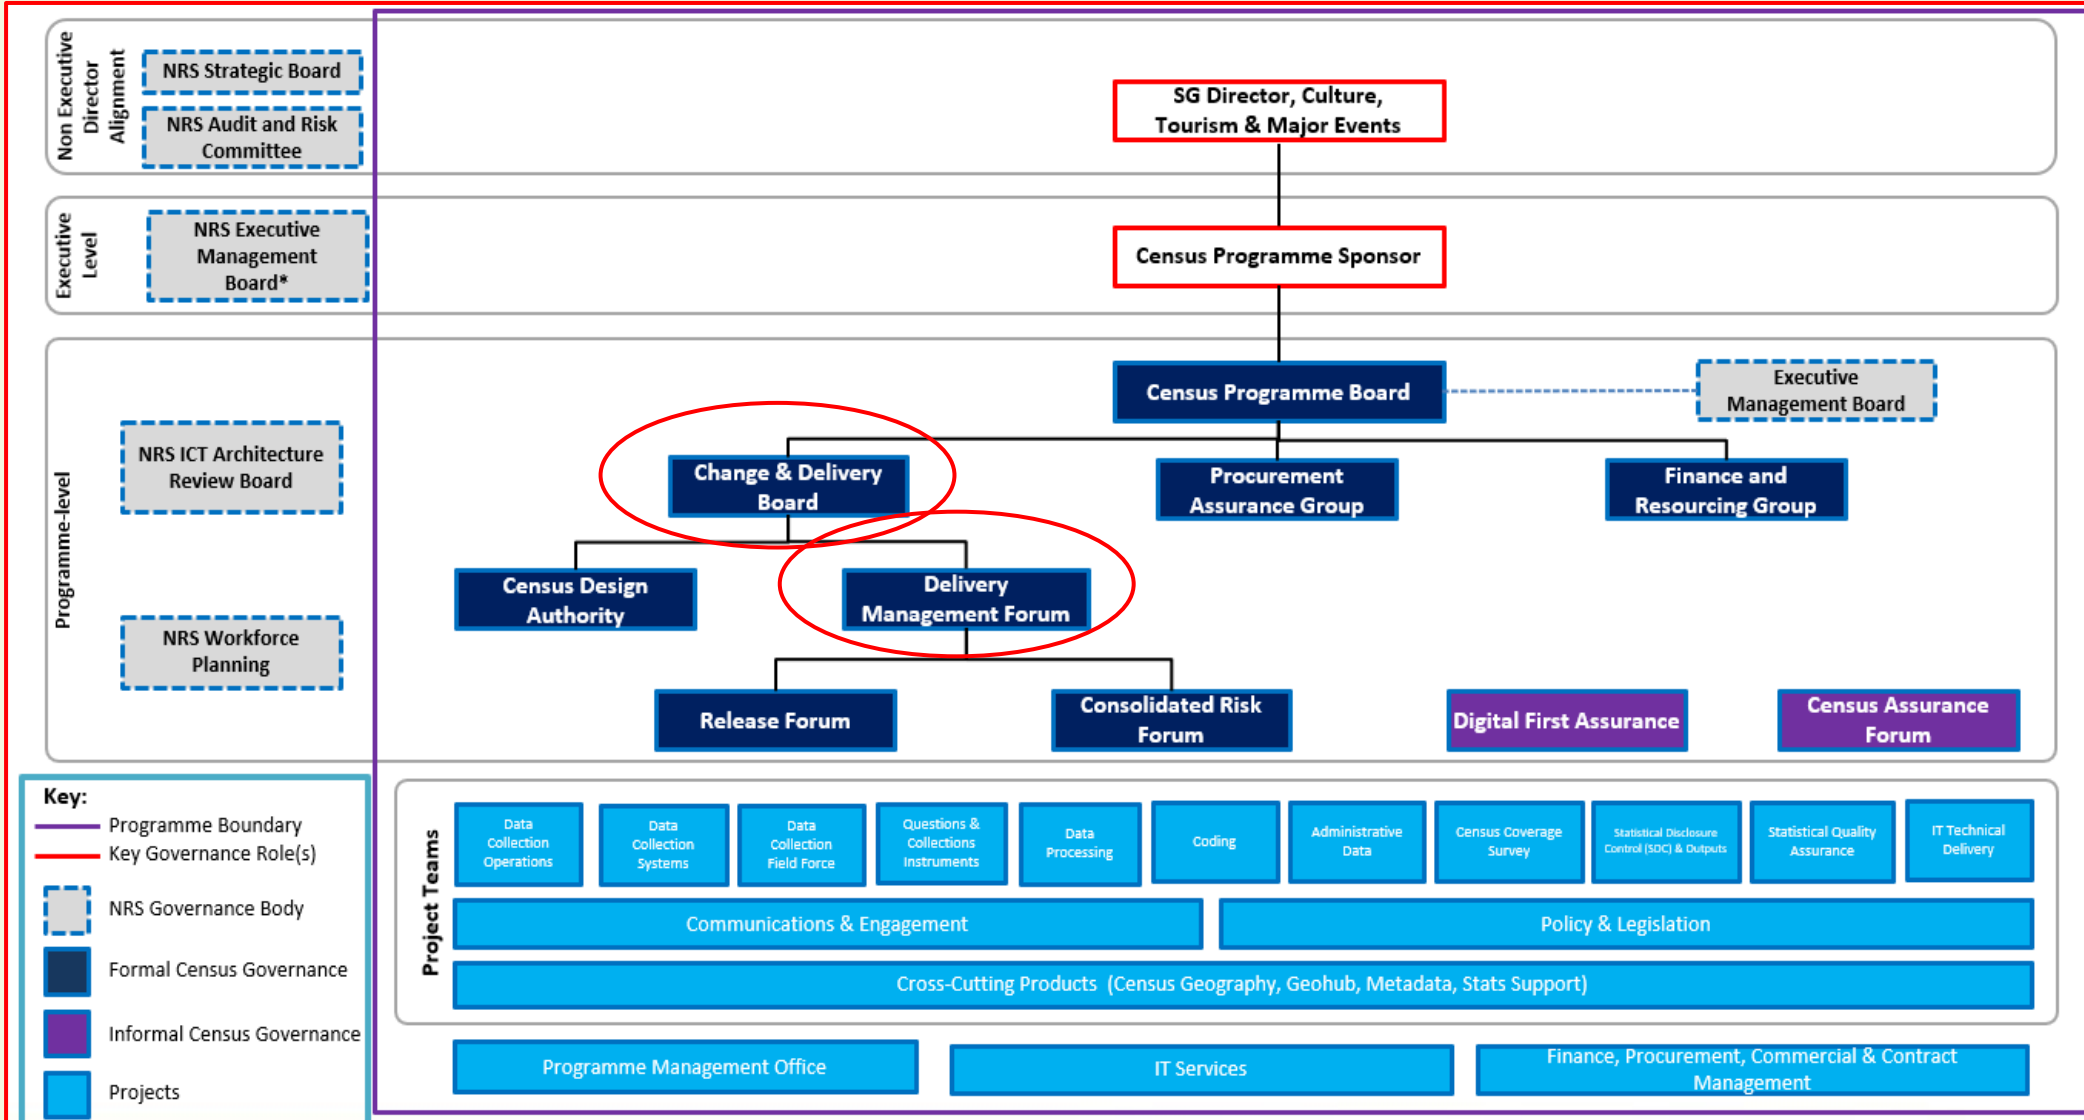 Non Executive
Director
Alignment
NRS Strategic Board
NRS Audit and Risk
Committee
SG Director, Culture,
Tourism & Major Events
Executive
Level
NRS Executive
Management
Board*
Census Programme Sponsor
Programme-level
NRS ICT Architecture
Review Board
NRS Workforce
Planning
Census Programme Board
Executive
Management Board
Change & Delivery
Board
Procurement
Assurance Group
Finance and
Resourcing Group
Census Design
Authority
Delivery
Management Forum
Release Forum
Consolidated Risk
Forum
Digital First Assurance
Census Assurance
Forum
Key:
Programme Boundary
Key Governance Role(s)
NRS Governance Body
Formal Census Governance
Informal Census Governance
Projects
Project Teams
Data
Collection
Operations
Data
Collection
Systems
Data
Collection
Field Force
Questions &
Collections
Instruments
Data
Processing
Coding
Administrative
Data
Census Coverage
Survey
Statistical Disclosure
Control (SDC) & Outputs
Statistical Quality
Assurance
IT Technical
Delivery
Communications & Engagement
Policy & Legislation
Cross-Cutting Products (Census Geography, Geohub, Metadata, Stats Support)
Programme Management Office
IT Services
Finance, Procurement, Commercial & Contract
Management